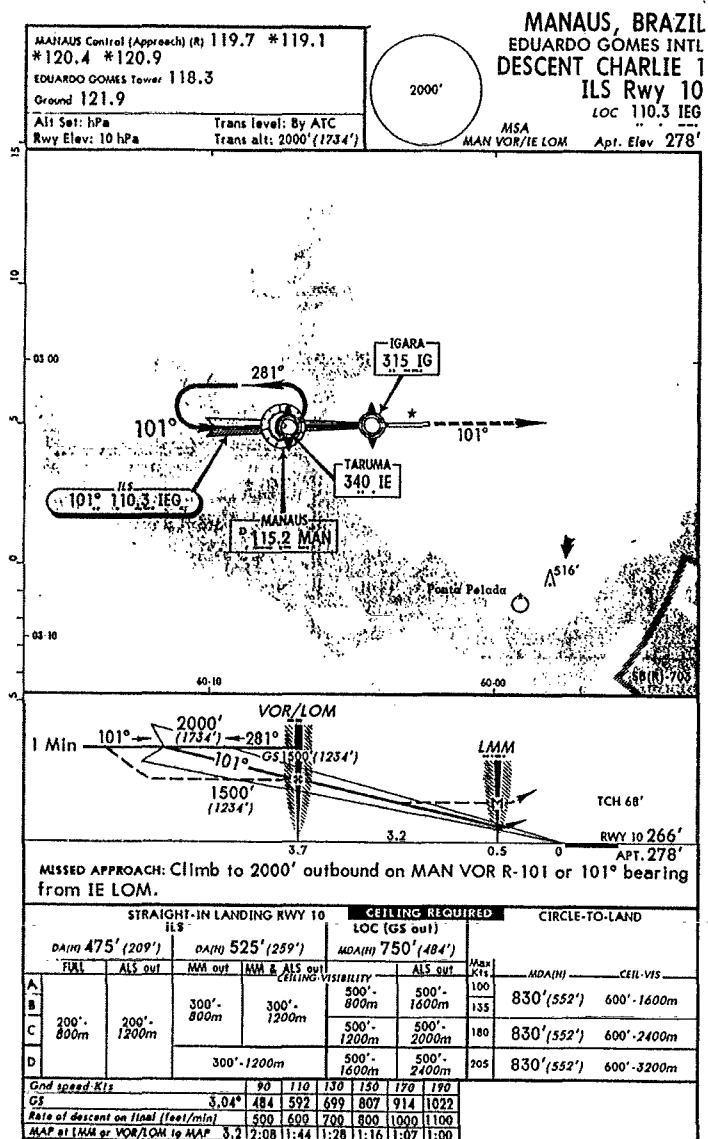 MANAUS, BRAZIL
EDUARDO GOMES INTL
DESCENT CHARLIE 1
ILS Rwy 10
LOC 110.3 IEG
MSA
MAN VOR/IE LOM
Apt. Elev 278'
MANAUS Control (Approach) (R) 119.7 *119.1
*120.4 *120.9
EDUARDO GOMES Tower 118.3
Ground 121.9
Alt Set: hPa Trans level: By ATC
Rwy Elev: 10 hPa Trans alt: 2000' (1734')
2000'
15
10
03 00
5
0
03 10
5
60-10
60-00
281°
101°
IGARA
315 IG
*
101°
TARUMA
340 IE
ILS
101° 110.3 IEG
D MANAUS
115.2 MAN
Ponta Pelada
516'
SB(R)-703
VOR/LOM
LMM
1 Min
101°
2000'
(1734')
281°
GS 1500' (1234')
101°
1500'
(1234')
M
TCH 68'
RWY 10 266'
APT. 278'
3.7
3.2
0.5
0
MISSED APPROACH: Climb to 2000' outbound on MAN VOR R-101 or 101° bearing
from IE LOM.
STRAIGHT-IN LANDING RWY 10 CEILING REQUIRED CIRCLE-TO-LAND
ILS LOC (GS out)
DA(H) 475' (209') DA(H) 525' (259') MDA(H) 750' (484')
FULL ALS out MM out MM & ALS out ALS out
CEILING-VISIBILITY
Max Kts MDA(H) CEIL-VIS
A
B
C
D
200'-800m
200'-1200m
300'-800m
300'-1200m
300'-1200m
500'-800m
500'-1600m
500'-1200m
500'-2000m
500'-1600m
500'-2400m
100
135
830' (552') 600'-1600m
180 830' (552') 600'-2400m
205 830' (552') 600'-3200m
Gnd speed-Kts 90 110 130 150 170 190
GS 3.04° 484 592 699 807 914 1022
Rate of descent on final (feet/min) 500 600 700 800 1000 1100
MAP at LMM or VOR/LOM to MAP 3.2 2:08 1:44 1:28 1:16 1:07 1:00